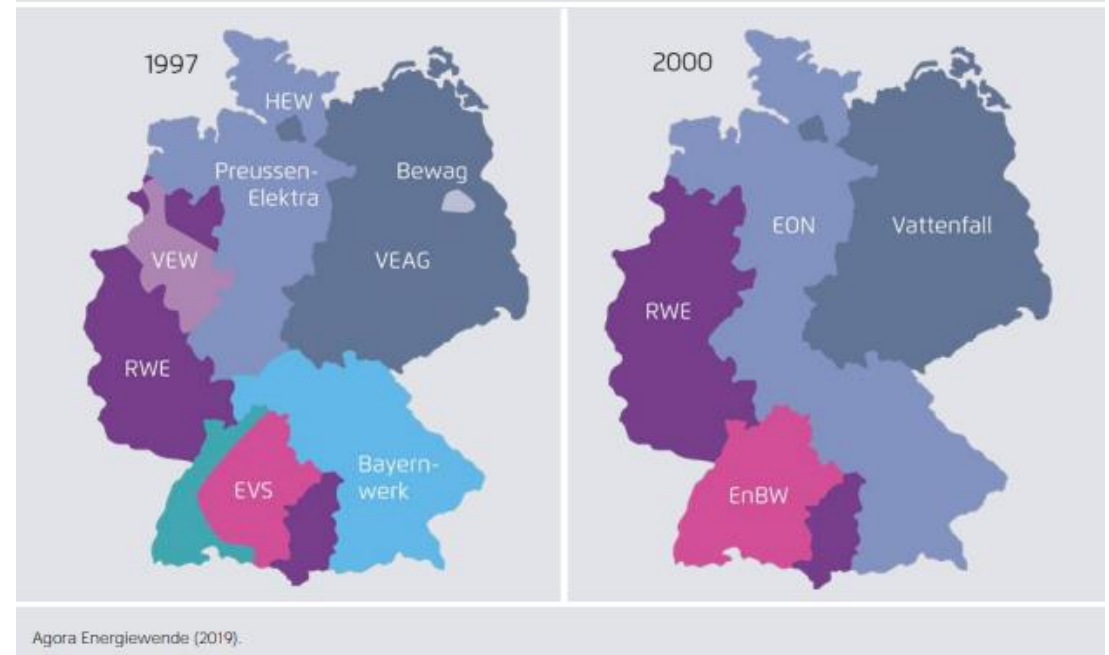 1997
HEW
Preussen-
Elektra
Bewag
VEW
VEAG
RWE
Bayern-
werk
EVS
2000
EON
Vattenfall
RWE
EnBW
Agora Energiewende (2019).